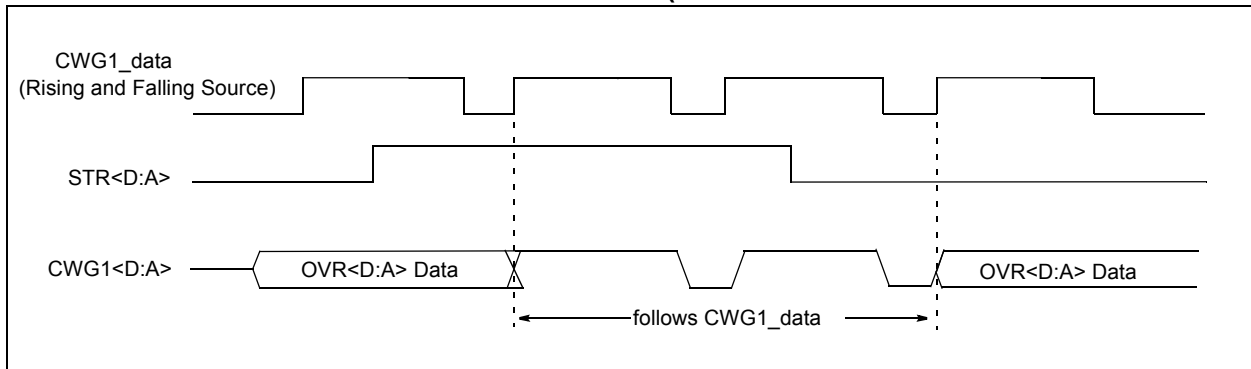 CWG1_data
(Rising and Falling Source)
STR<D:A>
CWG1<D:A>
OVR<D:A> Data
OVR<D:A> Data
follows CWG1_data